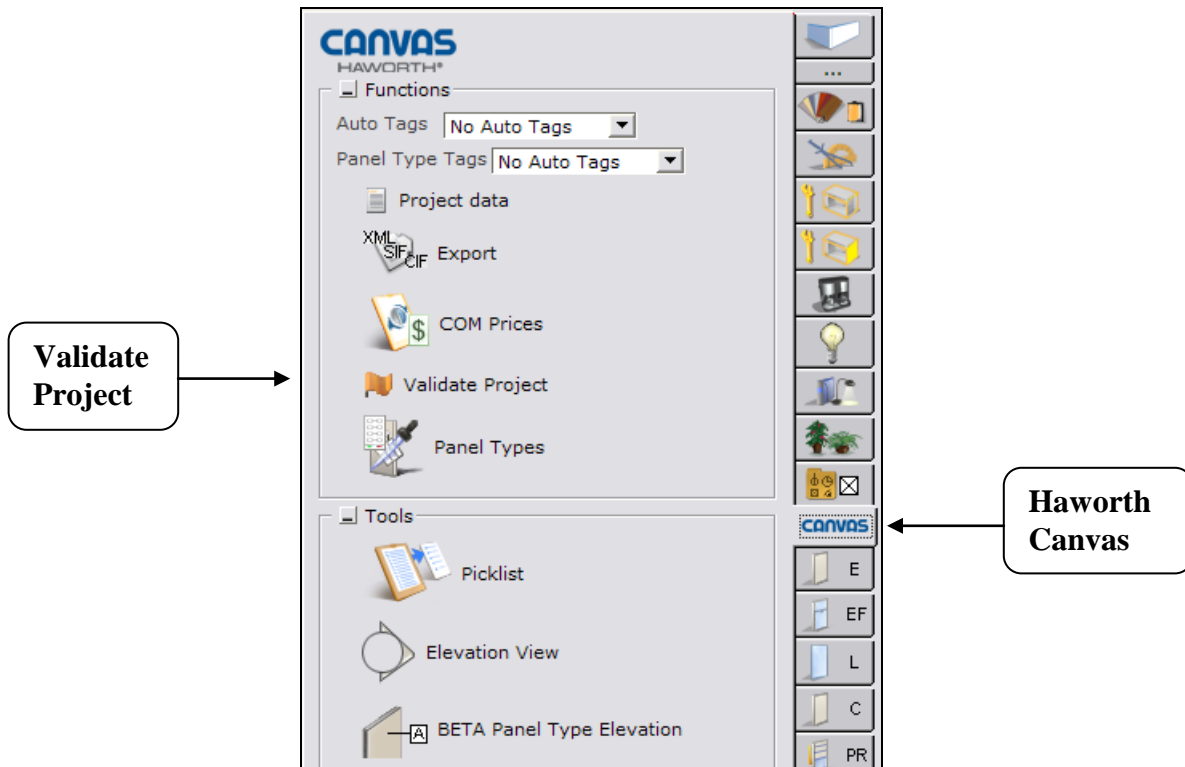 CANVAS
HAWORTH®
Functions
Auto Tags No Auto Tags
Panel Type Tags No Auto Tags
Project data
XML
SIF
CIF
Export
COM Prices
$
Validate Project
Panel Types
Tools
Picklist
Elevation View
A
BETA Panel Type Elevation
...
CANVAS
E
EF
L
C
PR
Validate
Project
Haworth
Canvas